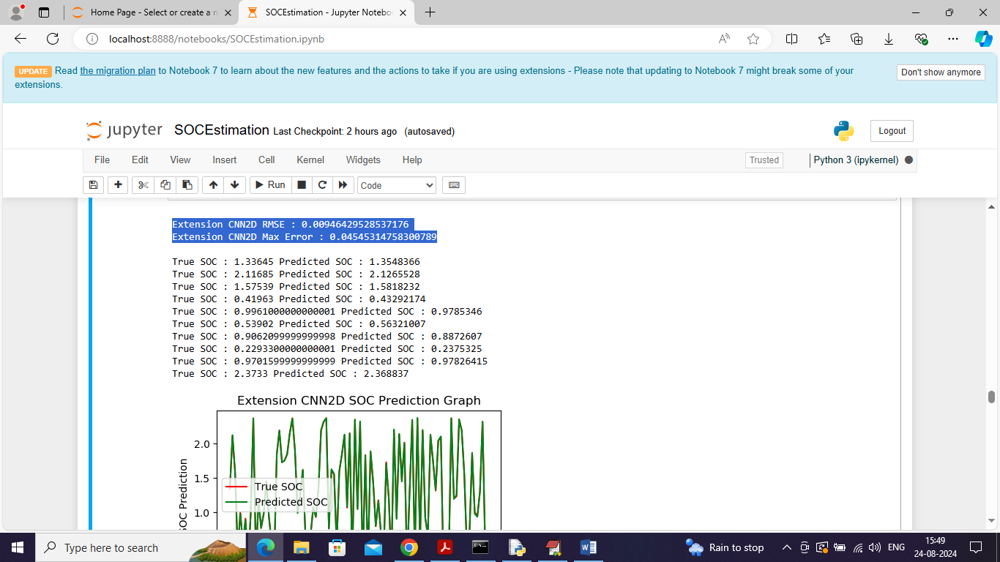 Home Page - Select or create a n
SOCEstimation - Jupyter Notebo
localhost:8888/notebooks/SOCEstimation.ipynb
UPDATE Read the migration plan to Notebook 7 to learn about the new features and the actions to take if you are using extensions - Please note that updating to Notebook 7 might break some of your
extensions.
Don't show anymore
jupyter SOCEstimation Last Checkpoint: 2 hours ago (autosaved)
Logout
File Edit View Insert Cell Kernel Widgets Help
Trusted
Python 3 (ipykernel)
Run
Code
Extension CNN2D RMSE : 0.00946429528537176
Extension CNN2D Max Error : 0.04545314758300789
True SOC : 1.33645 Predicted SOC : 1.3548366
True SOC : 2.11685 Predicted SOC : 2.1265528
True SOC : 1.57539 Predicted SOC : 1.5818232
True SOC : 0.41963 Predicted SOC : 0.43292174
True SOC : 0.9961000000000001 Predicted SOC : 0.9785346
True SOC : 0.53902 Predicted SOC : 0.56321007
True SOC : 0.9062099999999998 Predicted SOC : 0.8872607
True SOC : 0.2293300000000001 Predicted SOC : 0.2375325
True SOC : 0.9701599999999999 Predicted SOC : 0.97826415
True SOC : 2.3733 Predicted SOC : 2.368837
Extension CNN2D SOC Prediction Graph
2.0
1.5
1.0
SOC Prediction
True SOC
Predicted SOC
Type here to search
Rain to stop
ENG
15:49
24-08-2024